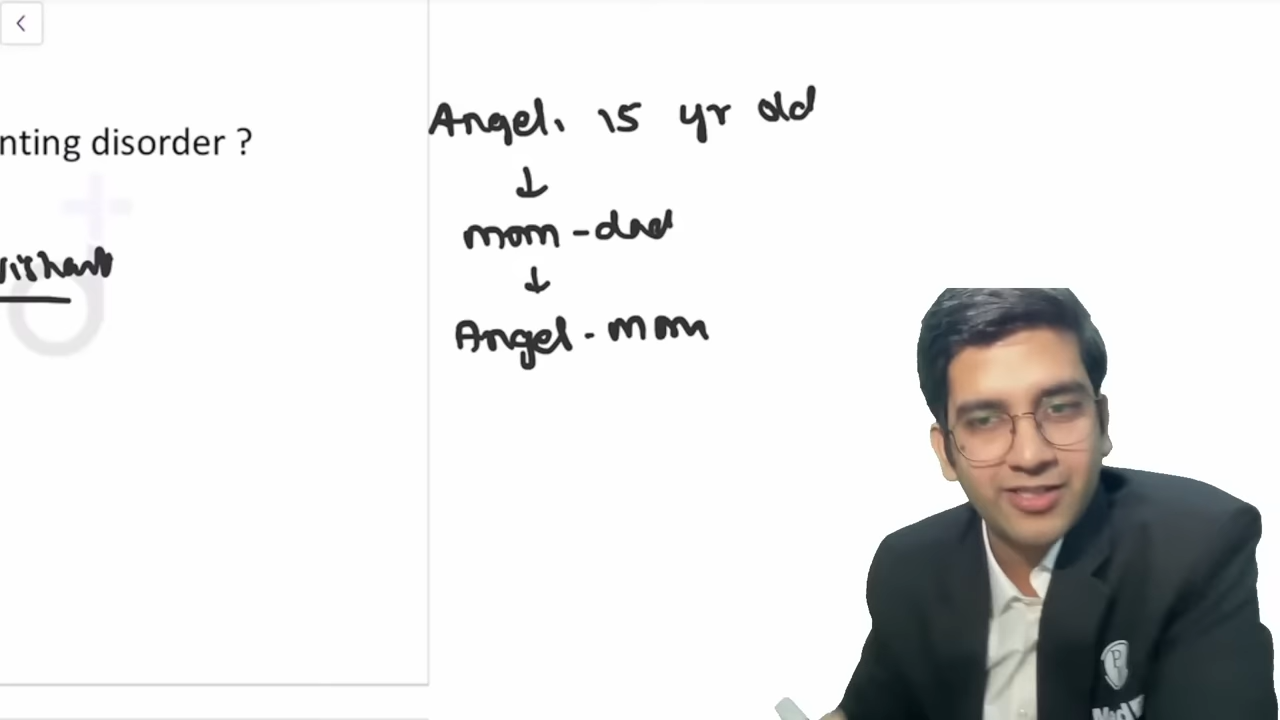 nting disorder ?
Angel, 15 yr old
↓
mom - dad
↓
Angel - mom